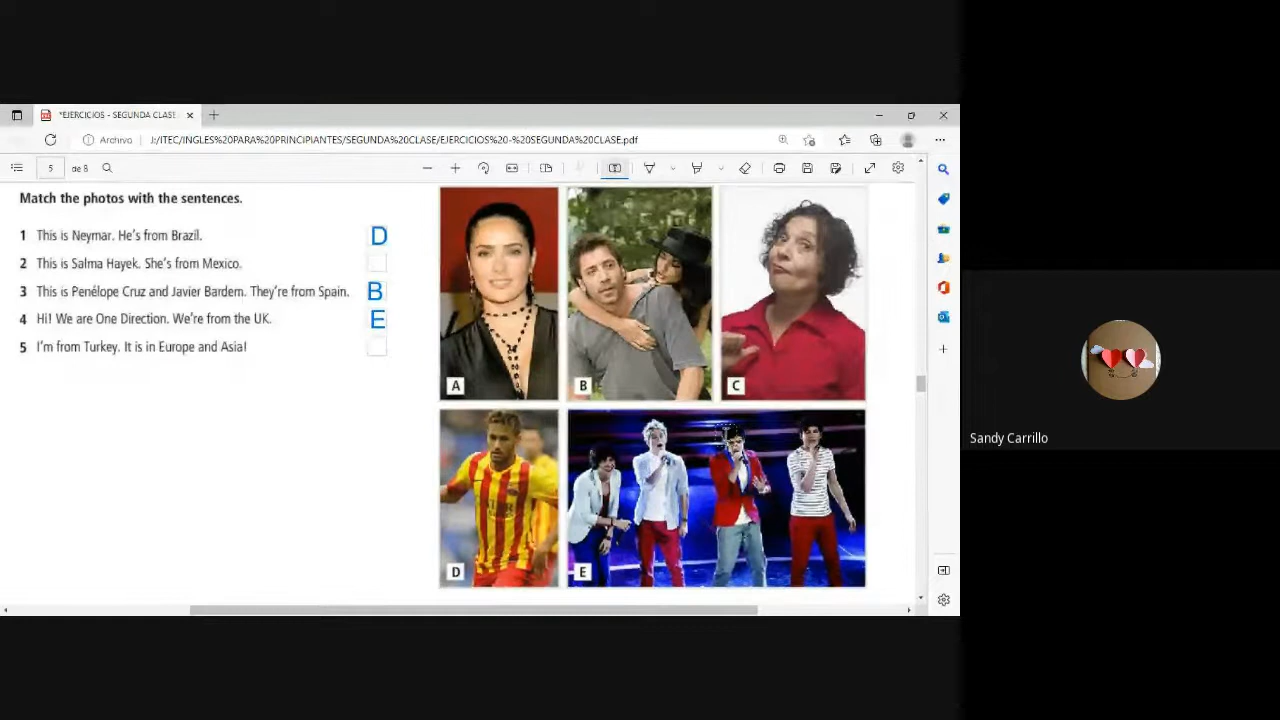 *EJERCICIOS - SEGUNDA CLAS
Archivo J:/ITEC/INGLES%20PARA%20PRINCIPIANTES/SEGUNDA%20CLASE/EJERCICIOS%20-%20SEGUNDA%20CLASE.pdf
5 de 8
Match the photos with the sentences.
1 This is Neymar. He's from Brazil. D
2 This is Salma Hayek. She's from Mexico.
3 This is Penélope Cruz and Javier Bardem. They're from Spain. B
4 Hi! We are One Direction. We're from the UK. E
5 I'm from Turkey. It is in Europe and Asia!
A
B
C
D
E
Sandy Carrillo